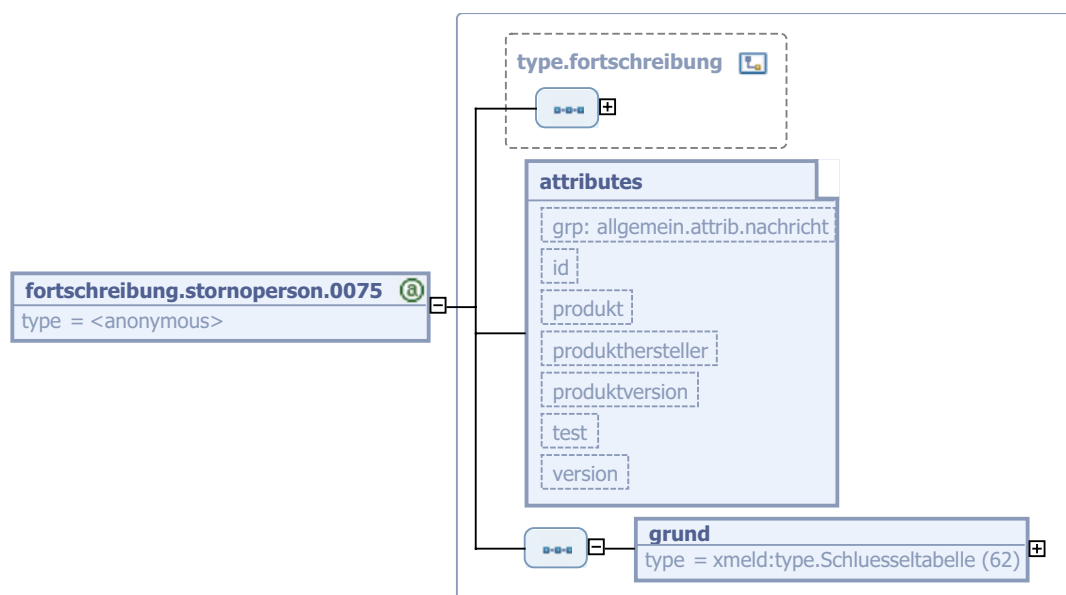 type.fortschreibung
attributes
grp: allgemein.attrib.nachricht
id
produkt
produkthersteller
produktversion
test
version
fortschreibung.stornoperson.0075 @
type = <anonymous>
grund
type = xmeld:type.Schluesseltabelle (62)